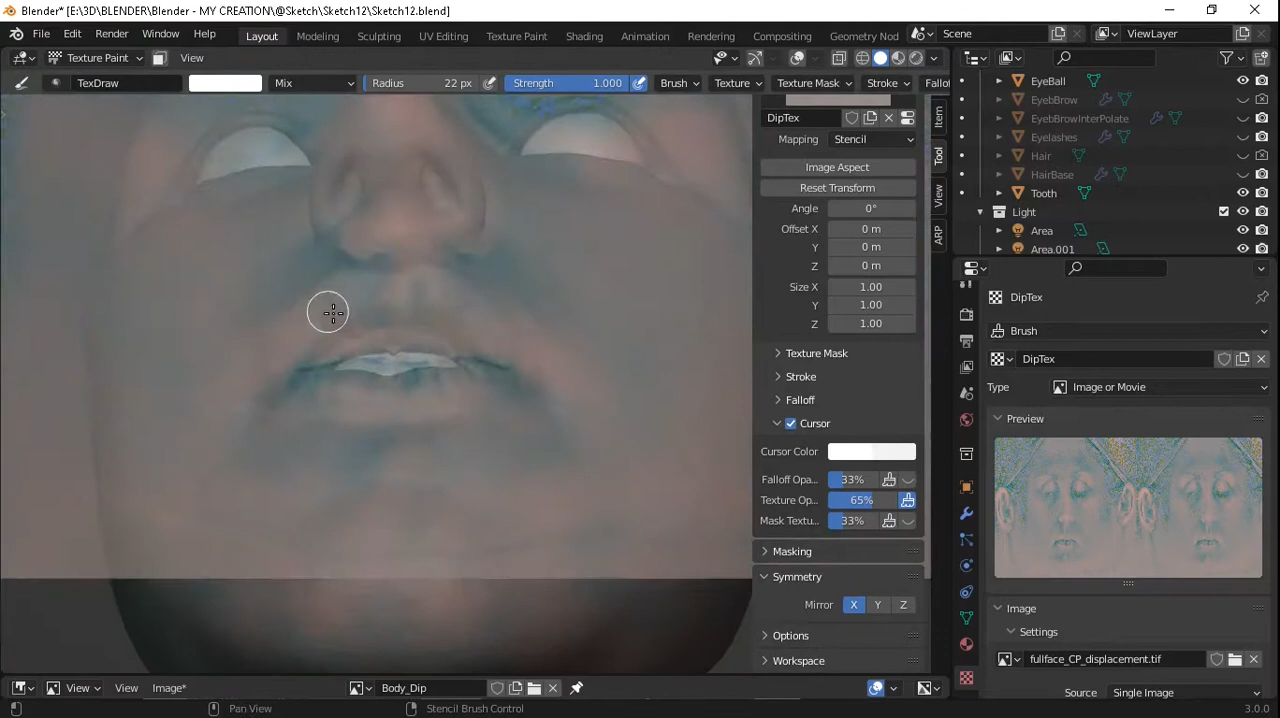 Blender* [E:\3D\BLENDER\Blender - MY CREATION\@Sketch\Sketch12\Sketch12.blend]
File Edit Render Window Help Layout Modeling Sculpting UV Editing Texture Paint Shading Animation Rendering Compositing Geometry Nod Scene ViewLayer
Texture Paint View
TexDraw Mix Radius 22 px Strength 1.000 Brush Texture Texture Mask Stroke Fallo
EyeBall
EyebBrow
EyebBrowInterPolate
Eyelashes
Hair
HairBase
Tooth
Light
Area
Area.001
Item
Tool
View
ARP
DipTex
Mapping Stencil
Image Aspect
Reset Transform
Angle 0°
Offset X 0 m
Y 0 m
Z 0 m
Size X 1.00
Y 1.00
Z 1.00
Texture Mask
Stroke
Falloff
Cursor
Cursor Color
Falloff Opa... 33%
Texture Op... 65%
Mask Textu... 33%
Masking
Symmetry
Mirror X Y Z
Options
Workspace
DipTex
Brush
DipTex
Type Image or Movie
Preview
Image
Settings
fullface_CP_displacement.tif
Source Single Image
View View Image* Body_Dip
Pan View Stencil Brush Control 3.0.0